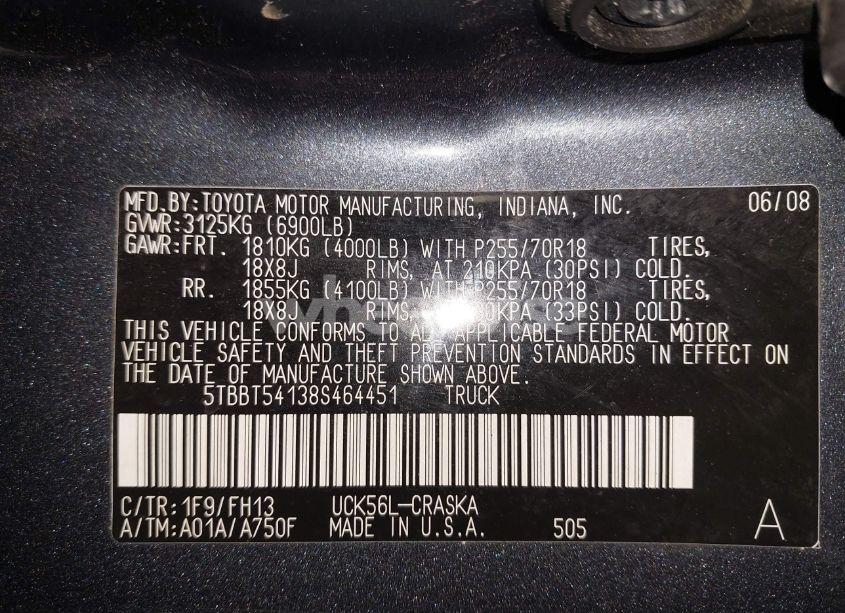 MFD.BY:TOYOTA MOTOR MANUFACTURING, INDIANA, INC. 06/08
GVWR:3125KG (6900LB)
GAWR:FRT. 1810KG (4000LB) WITH P255/70R18 TIRES,
18X8J RIMS, AT 210KPA (30PSI) COLD.
RR. 1855KG (4100LB) WITH P255/70R18 TIRES,
18X8J RIMS, (33PSI) COLD.
THIS VEHICLE CONFORMS TO ALL APPLICABLE FEDERAL MOTOR
VEHICLE SAFETY AND THEFT PREVENTION STANDARDS IN EFFECT ON
THE DATE OF MANUFACTURE SHOWN ABOVE.
5TBBT54138S464451 TRUCK
C/TR:1F9/FH13 UCK56L-CRASKA
A/TM:A01A/A750F MADE IN U.S.A. 505 A